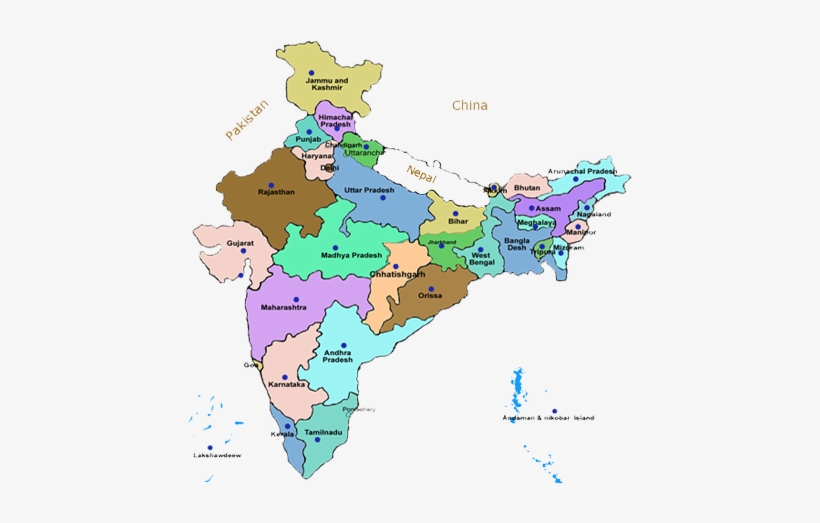 Jammu and
Kashmir
China
Pakistan
Himachal
Pradesh
Punjab
Chandigarh
Uttaranchal
Haryana
Delhi
Nepal
Arunachal Pradesh
Rajasthan
Uttar Pradesh
Sikkim
Bhutan
Assam
Nagaland
Bihar
Meghalaya
Manipur
Gujarat
Jharkhand
Bangla
Desh
Tripura
Mizoram
Madhya Pradesh
West
Bengal
Chhatishgarh
Orissa
Maharashtra
Andhra
Pradesh
Goa
Karnataka
Andaman & nikobar Island
Kerala
Tamilnadu
Lakshawdeew